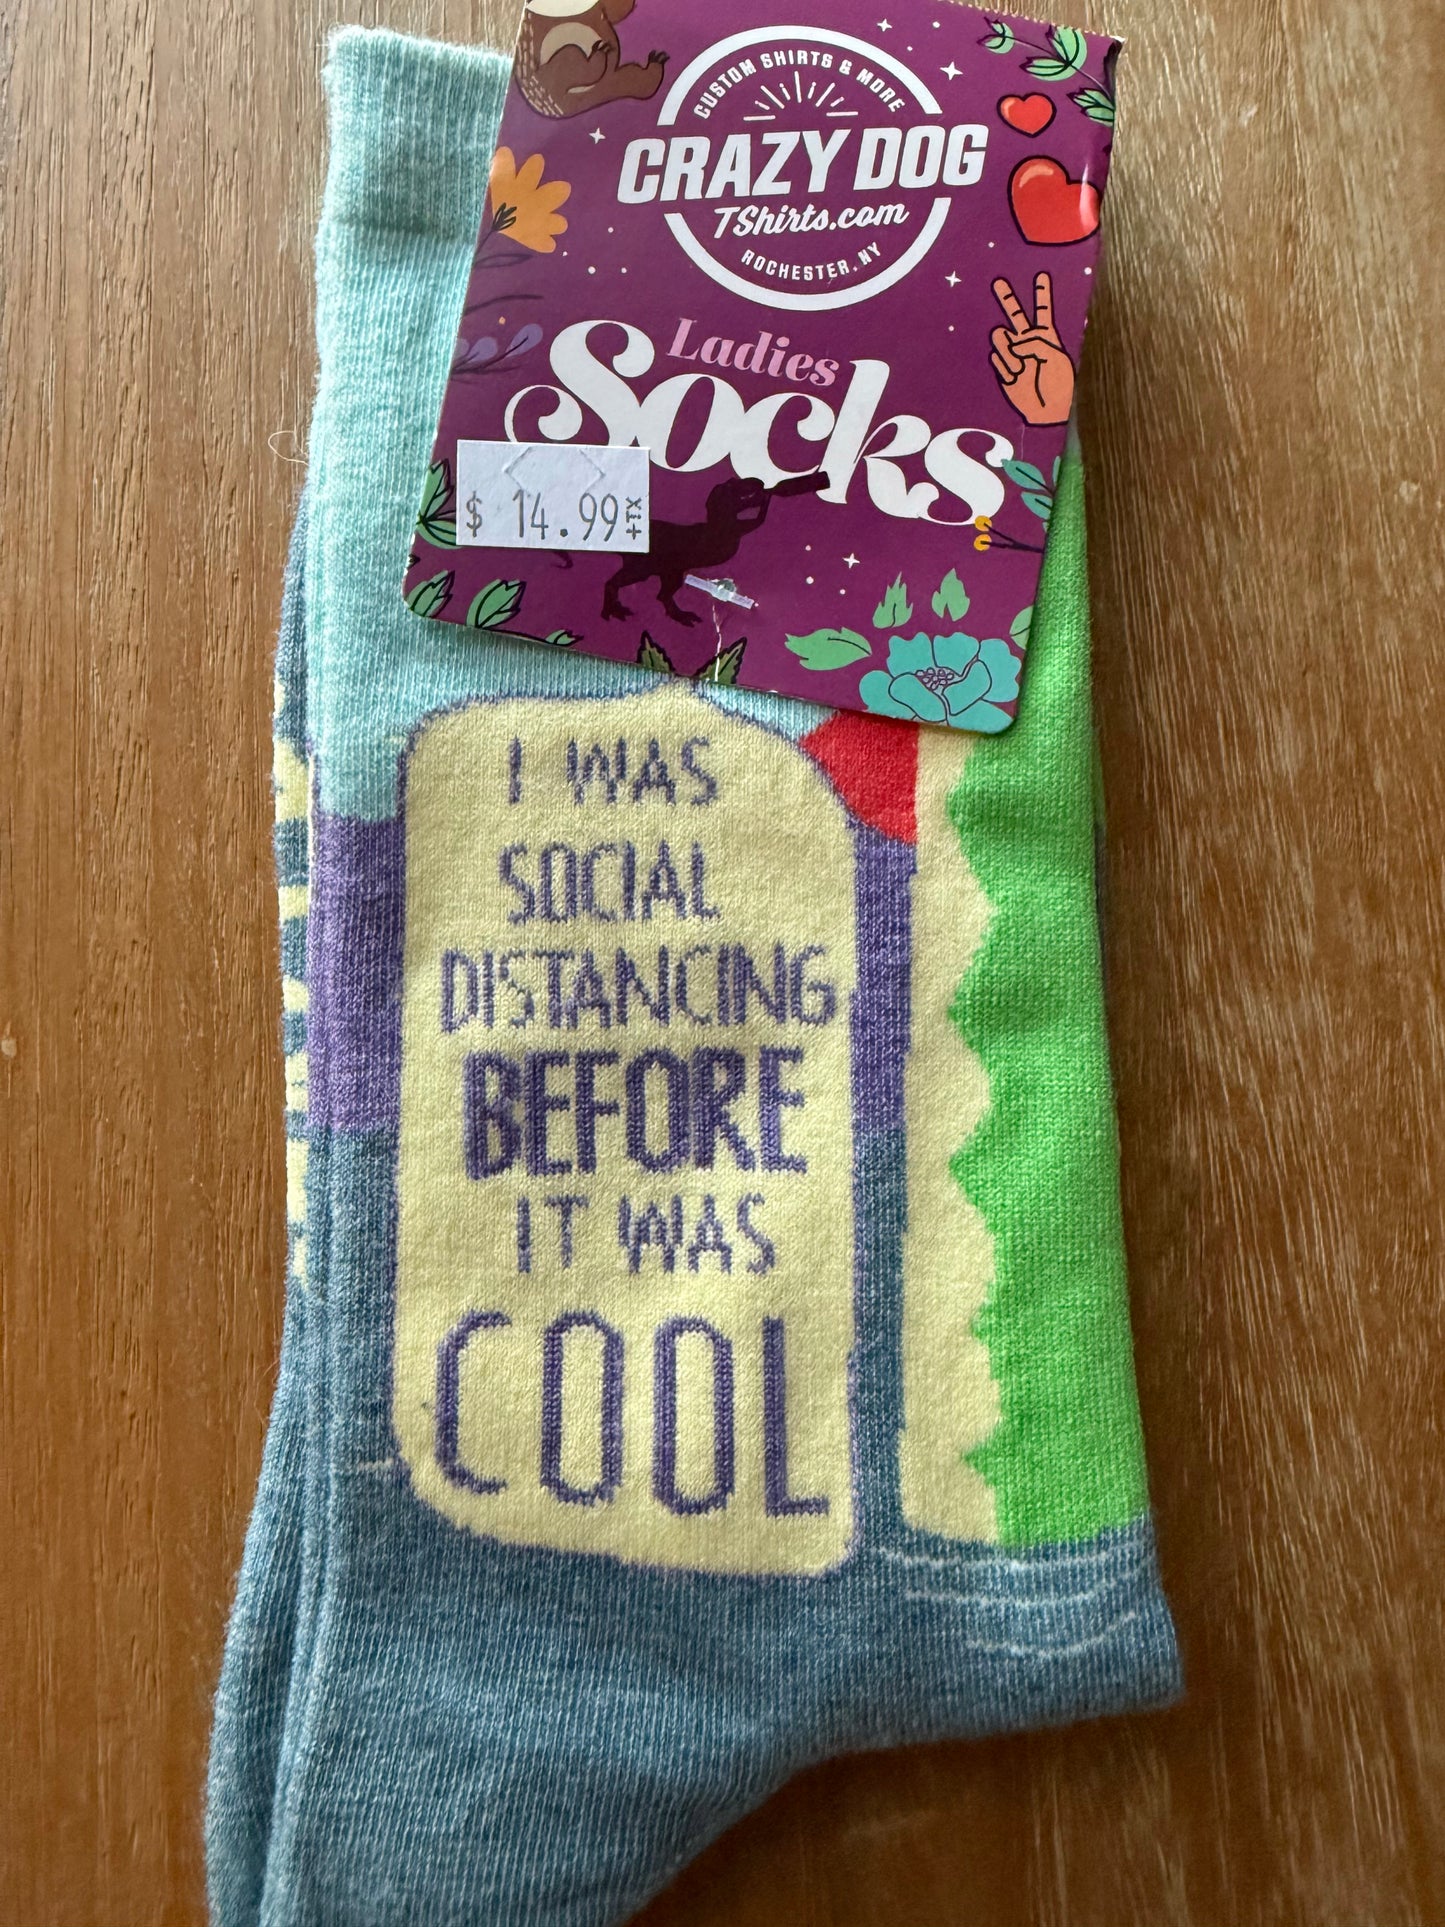 CUSTOM SHIRTS & MORE
CRAZY DOG
TShirts.com
ROCHESTER, NY
Ladies
Socks
$ 14.99 +TX
I WAS
SOCIAL
DISTANCING
BEFORE
IT WAS
COOL